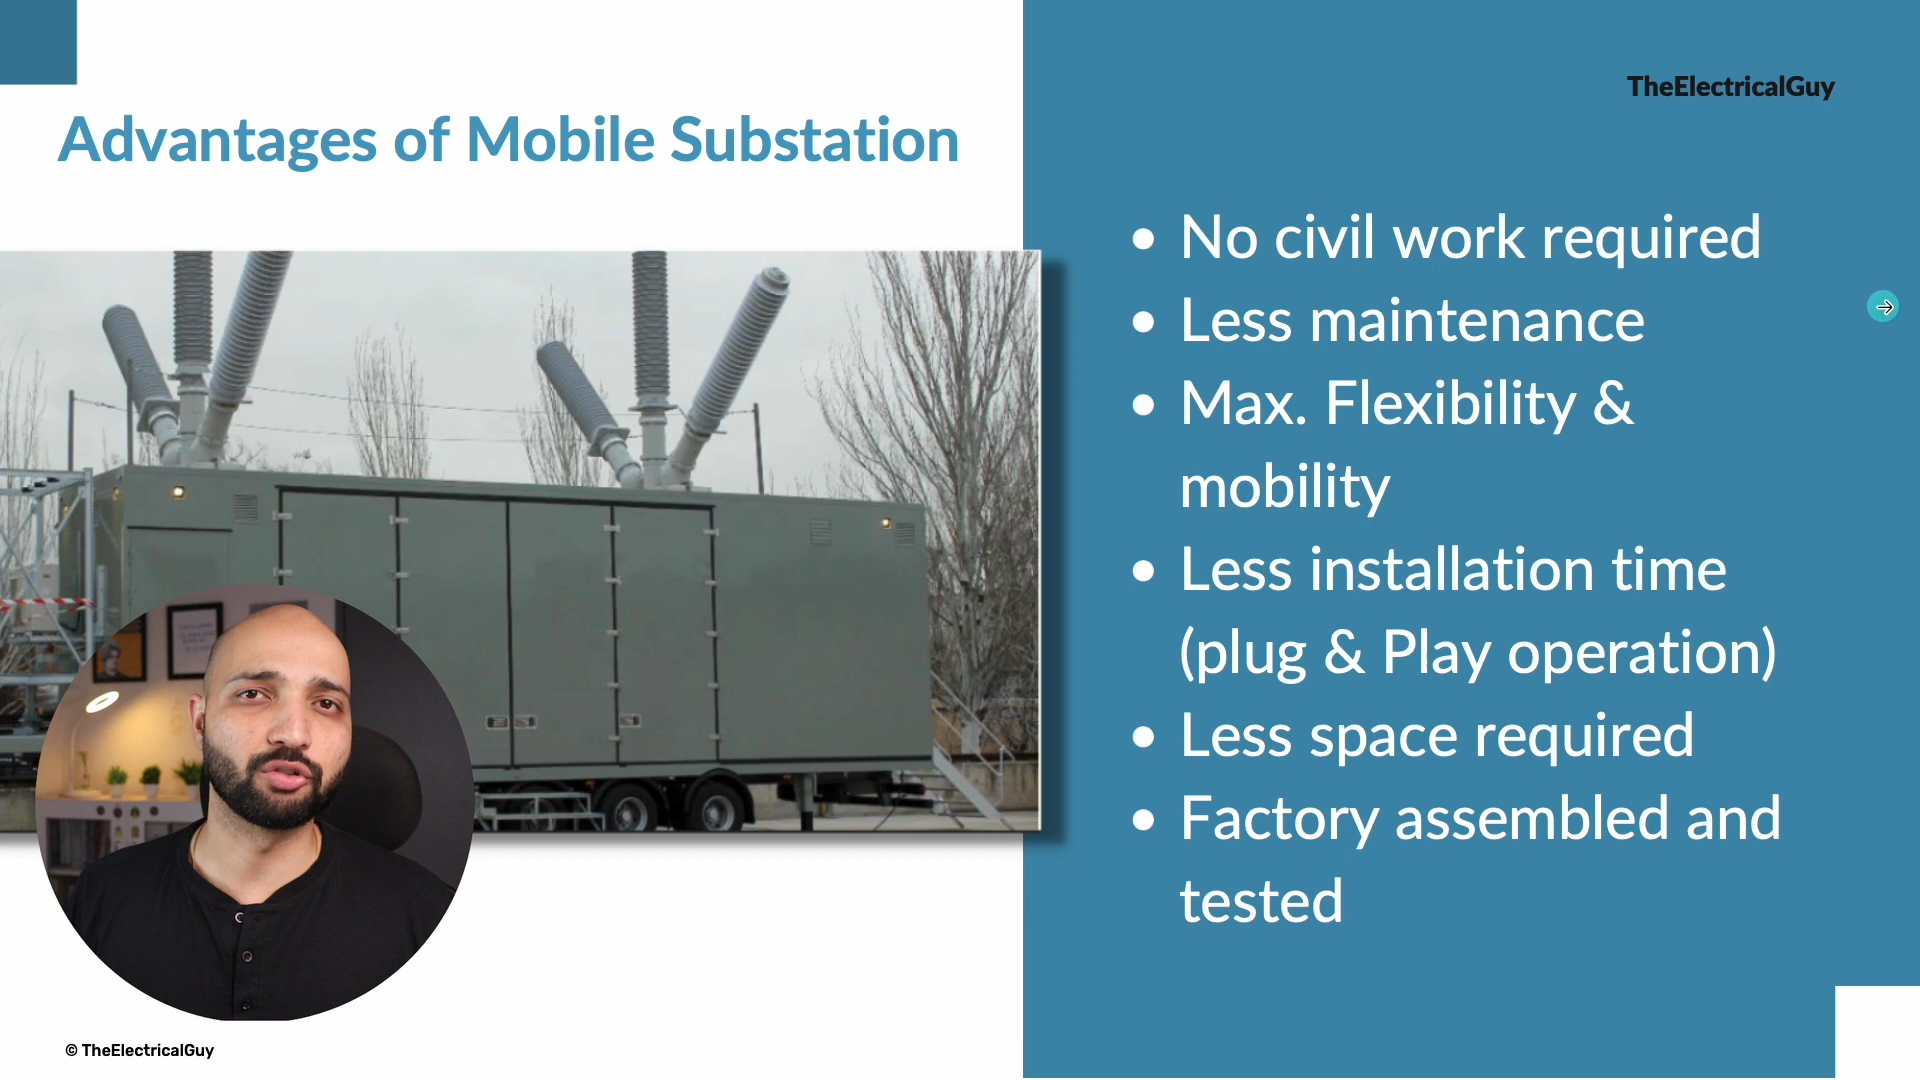 TheElectricalGuy
Advantages of Mobile Substation
• No civil work required
• Less maintenance
• Max. Flexibility &
mobility
• Less installation time
(plug & Play operation)
• Less space required
• Factory assembled and
tested
© TheElectricalGuy